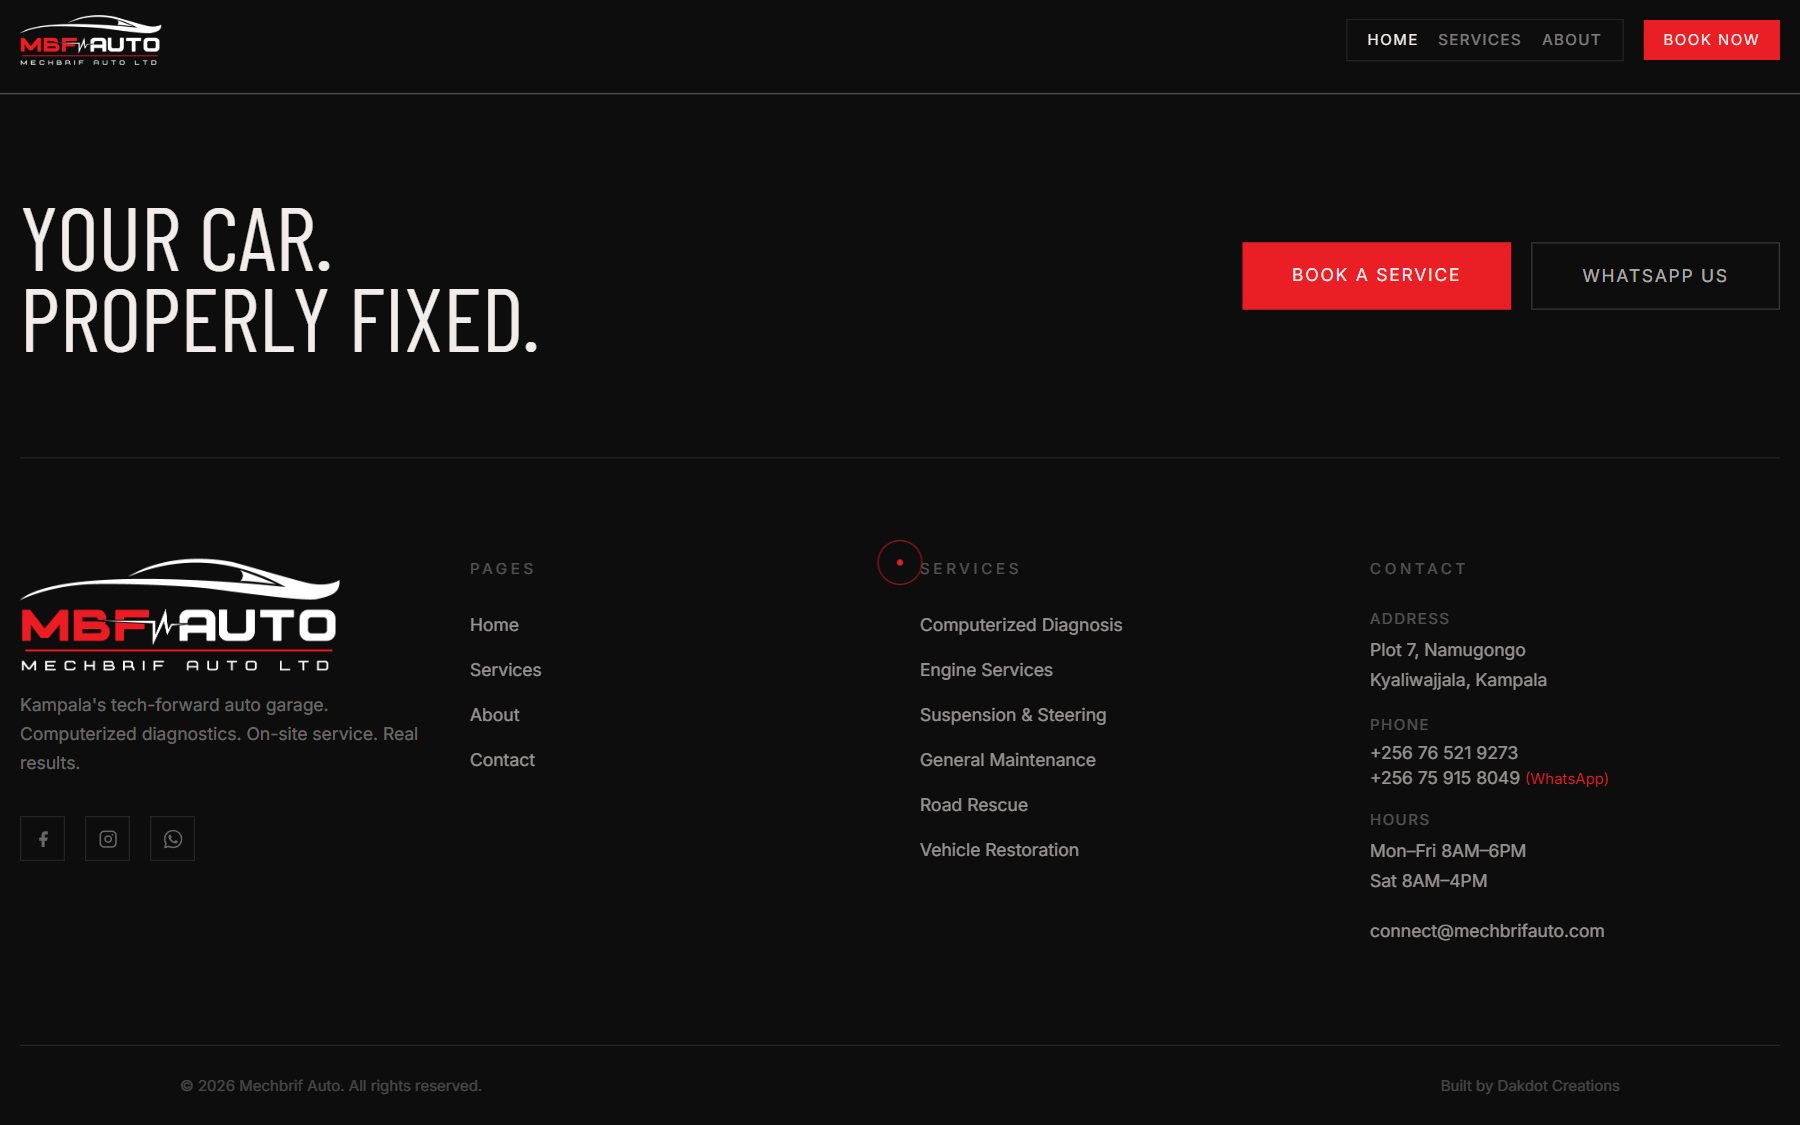 MBF AUTO
MECHBRIF AUTO LTD
HOME SERVICES ABOUT
BOOK NOW
YOUR CAR.
PROPERLY FIXED.
BOOK A SERVICE
WHATSAPP US
MBF AUTO
MECHBRIF AUTO LTD
Kampala's tech-forward auto garage.
Computerized diagnostics. On-site service. Real
results.
PAGES
Home
Services
About
Contact
SERVICES
Computerized Diagnosis
Engine Services
Suspension & Steering
General Maintenance
Road Rescue
Vehicle Restoration
CONTACT
ADDRESS
Plot 7, Namugongo
Kyaliwajjala, Kampala
PHONE
+256 76 521 9273
+256 75 915 8049 (WhatsApp)
HOURS
Mon–Fri 8AM–6PM
Sat 8AM–4PM
connect@mechbrifauto.com
© 2026 Mechbrif Auto. All rights reserved.
Built by Dakdot Creations